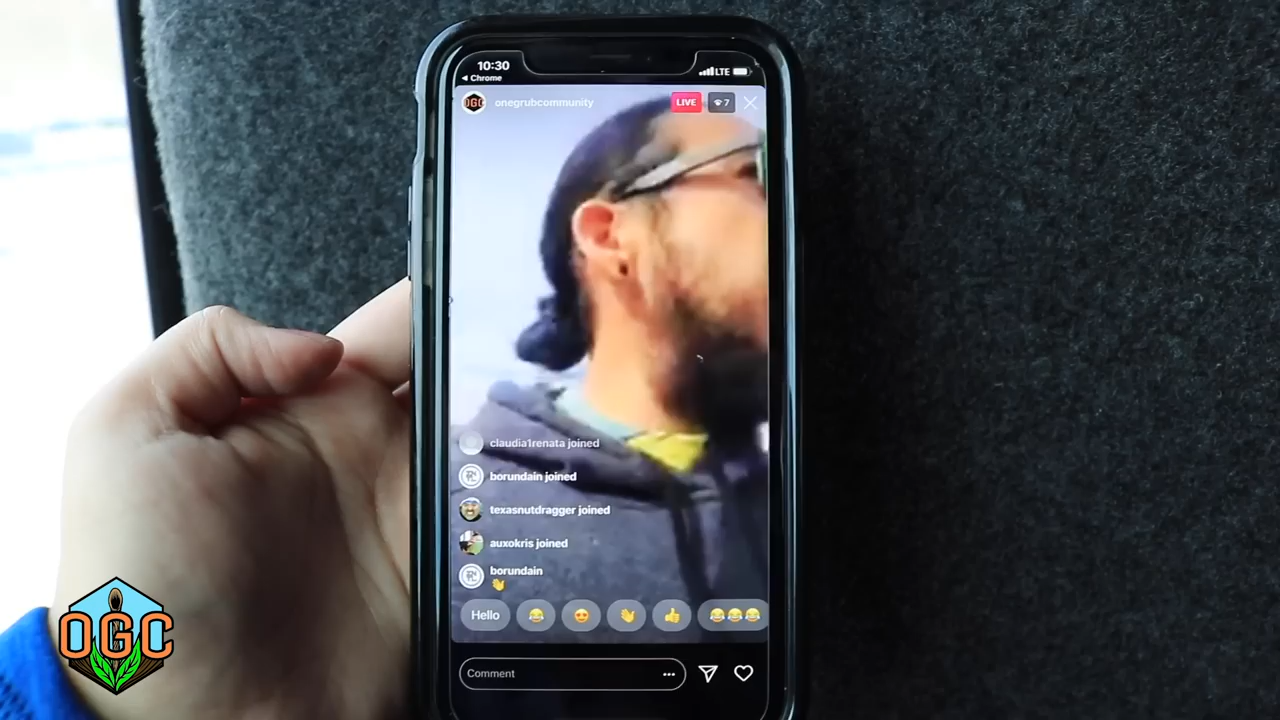 10:30
LTE
◄ Chrome
OGC
onegrubcommunity
LIVE
7
claudia1renata joined
borundain joined
texasnutdragger joined
auxokris joined
borundain
👋
Hello 😂 😍 👋 👍 😂😂😂
Comment
OGC